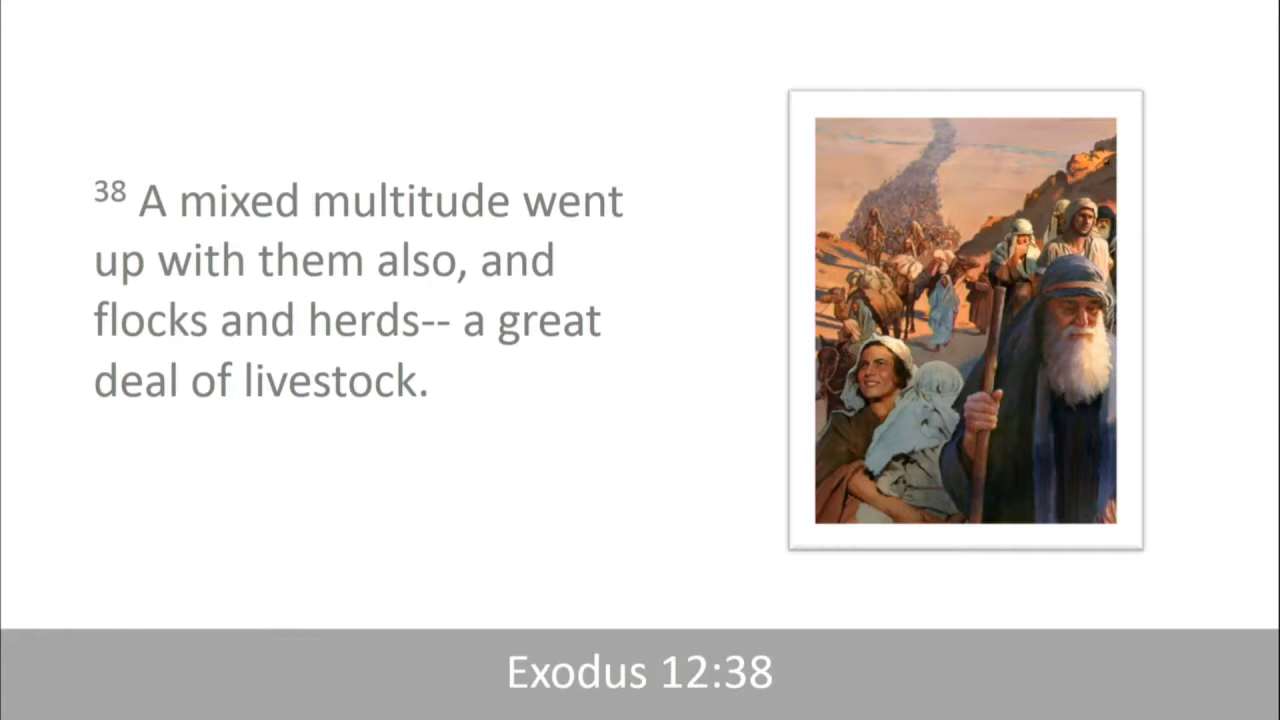 38 A mixed multitude went
up with them also, and
flocks and herds-- a great
deal of livestock.
Exodus 12:38